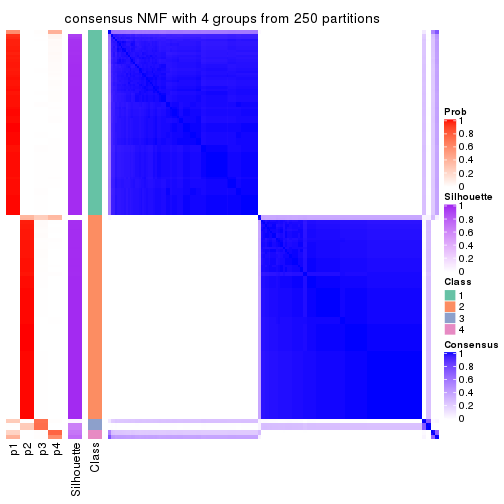 consensus NMF with 4 groups from 250 partitions
Prob
1
0.8
0.6
0.4
0.2
0
Silhouette
1
0.8
0.6
0.4
0.2
0
Class
1
2
3
4
Consensus
1
0.8
0.6
0.4
0.2
0
p1
p2
p3
p4
Silhouette
Class